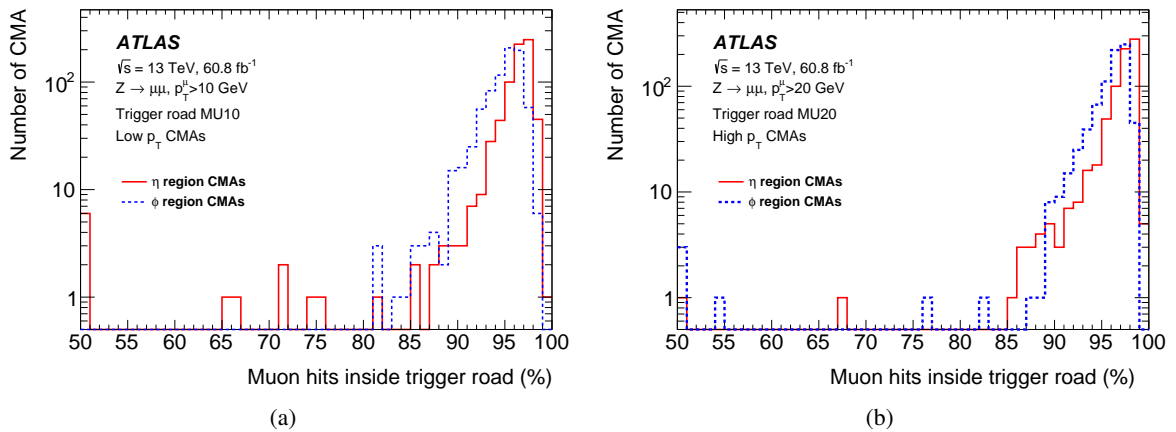 Number of CMA
10²
10
1
ATLAS
√s = 13 TeV, 60.8 fb⁻¹
Z → μμ, p_T^μ>10 GeV
Trigger road MU10
Low p_T CMAs
η region CMAs
ϕ region CMAs
50 55 60 65 70 75 80 85 90 95 100
Muon hits inside trigger road (%)
(a)
Number of CMA
10²
10
1
ATLAS
√s = 13 TeV, 60.8 fb⁻¹
Z → μμ, p_T^μ>20 GeV
Trigger road MU20
High p_T CMAs
η region CMAs
ϕ region CMAs
50 55 60 65 70 75 80 85 90 95 100
Muon hits inside trigger road (%)
(b)